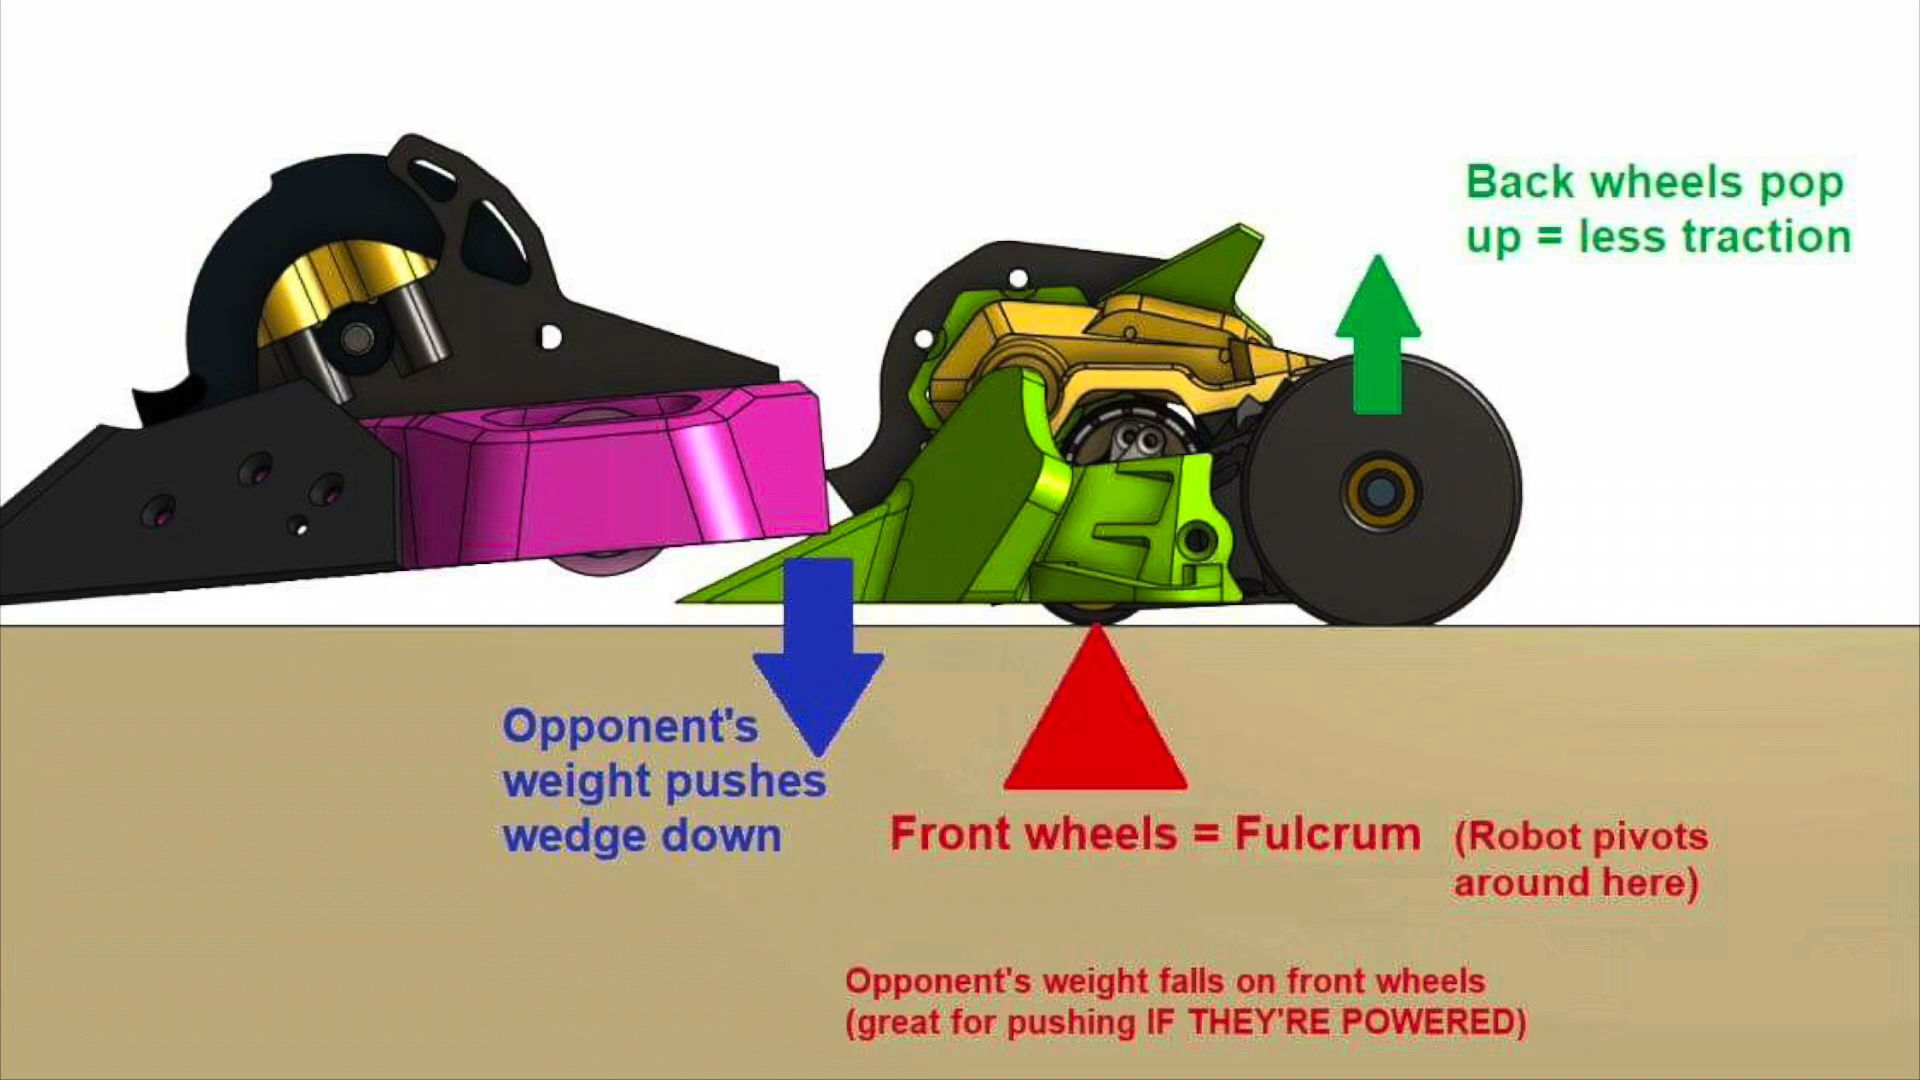 Back wheels pop
up = less traction
Opponent's
weight pushes
wedge down
Front wheels = Fulcrum
(Robot pivots
around here)
Opponent's weight falls on front wheels
(great for pushing IF THEY'RE POWERED)